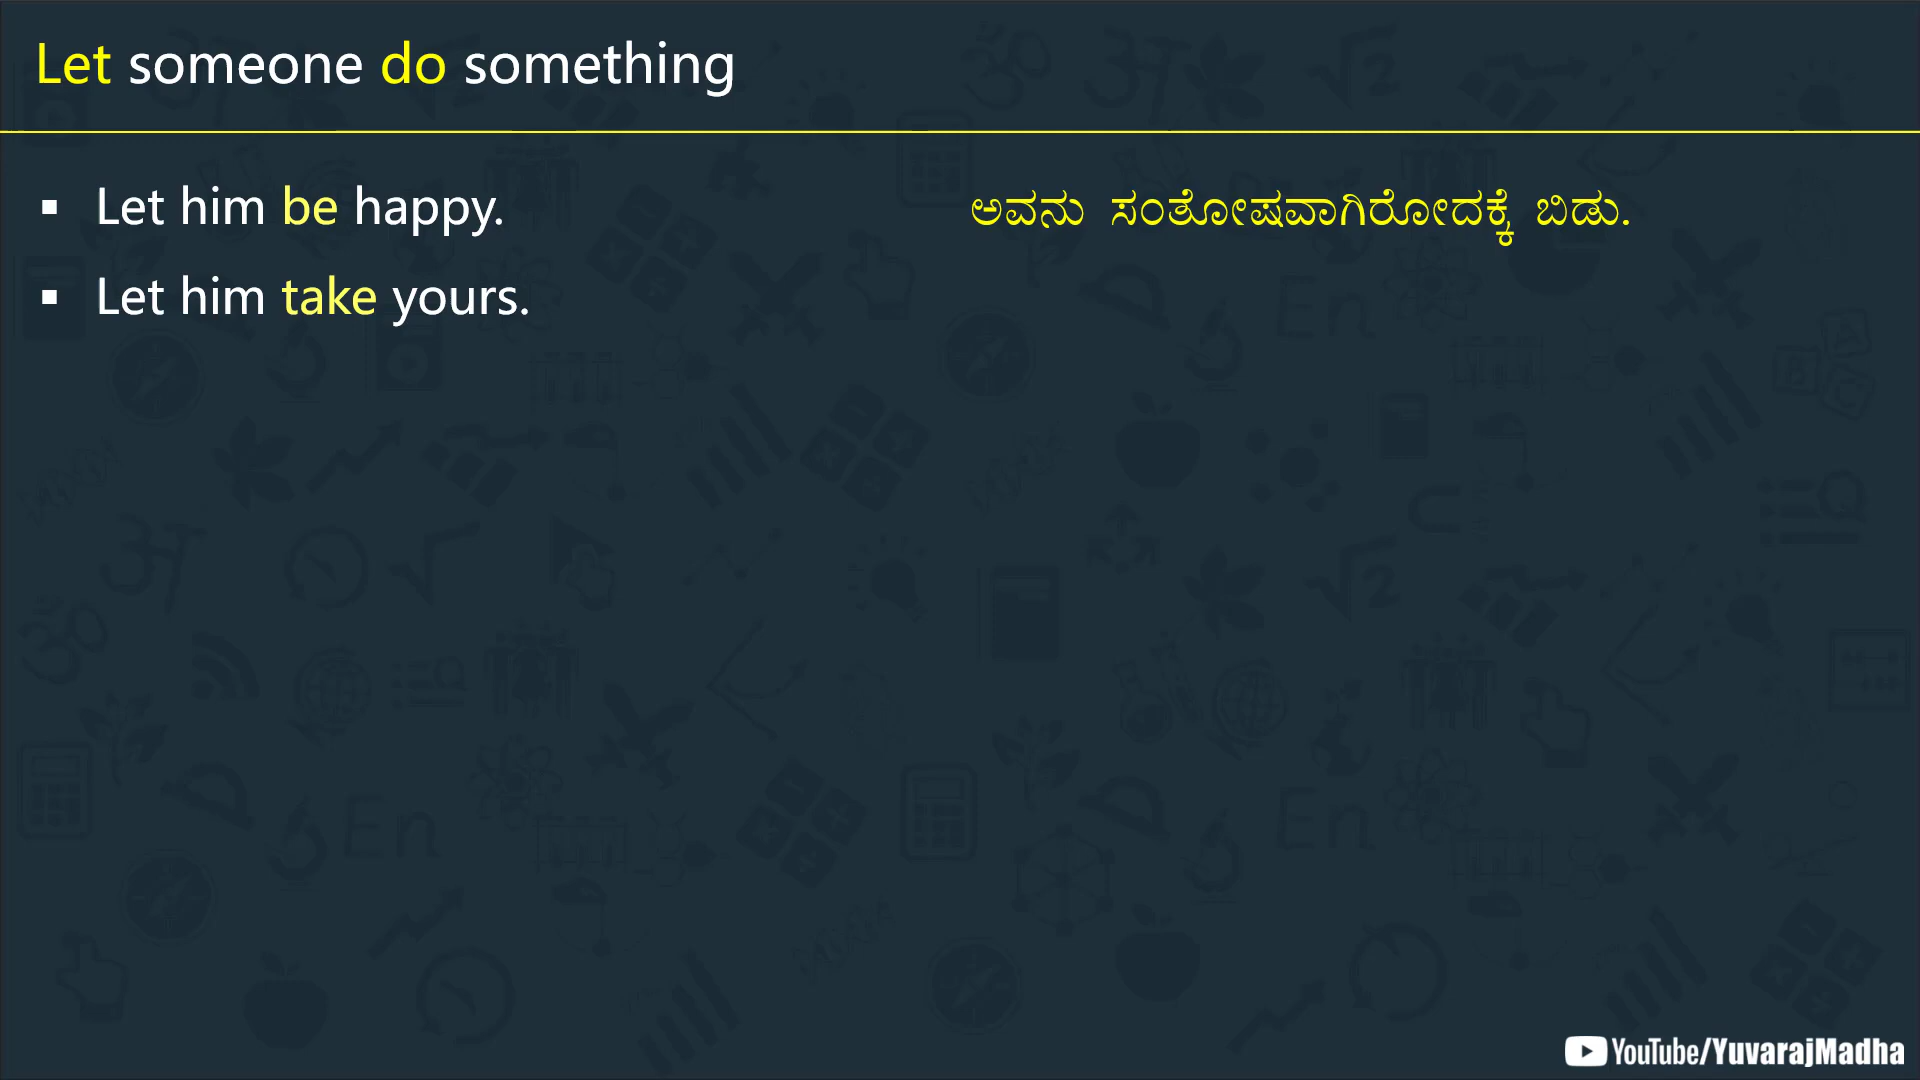 Let someone do something
▪ Let him be happy. ಅವನು ಸಂತೋಷವಾಗಿರೋದಕ್ಕೆ ಬಿಡು.
▪ Let him take yours.
YouTube/YuvarajMadha